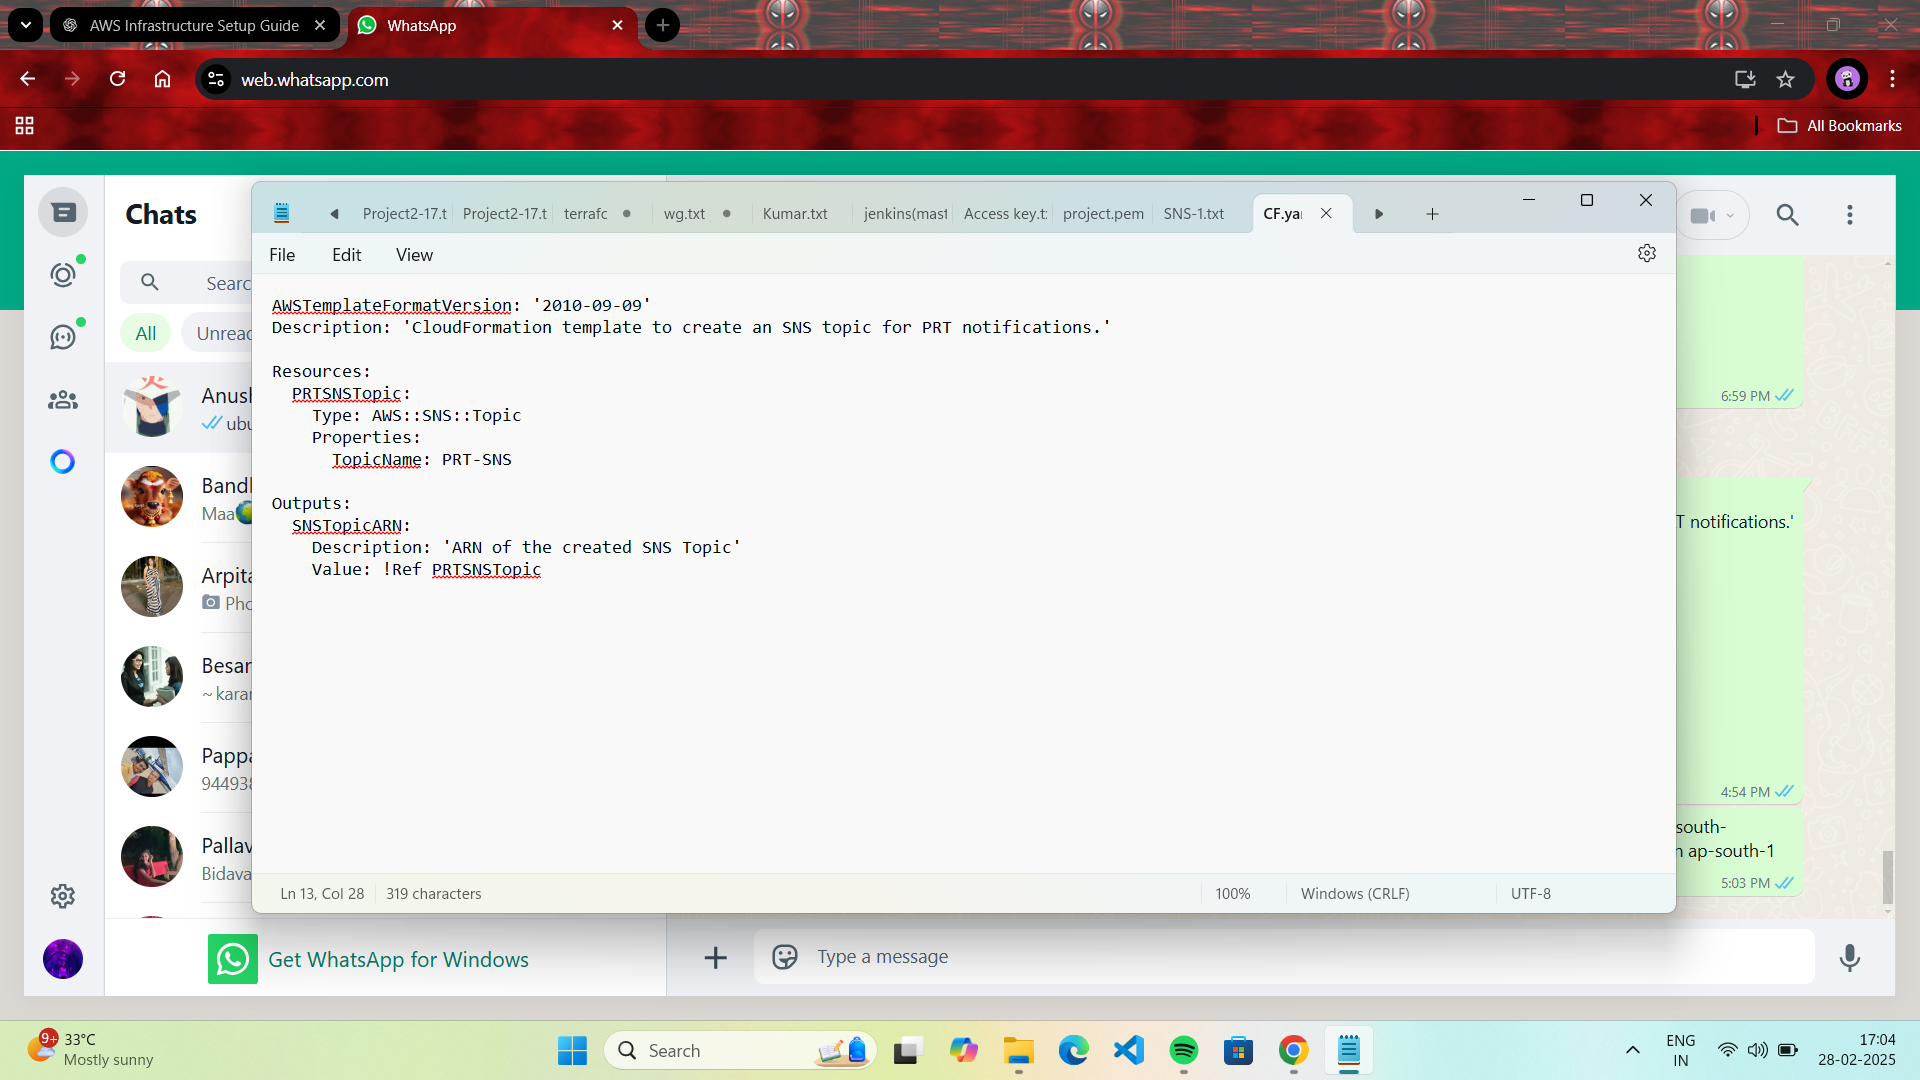 AWS Infrastructure Setup Guide
WhatsApp
web.whatsapp.com
All Bookmarks
Chats
Project2-17.t
Project2-17.t
terrafc
wg.txt
Kumar.txt
jenkins(mast
Access key.t
project.pem
SNS-1.txt
CF.ya
File
Edit
View
AWSTemplateFormatVersion: '2010-09-09'
Description: 'CloudFormation template to create an SNS topic for PRT notifications.'
Resources:
PRTSNSTopic:
Type: AWS::SNS::Topic
Properties:
TopicName: PRT-SNS
Outputs:
SNSTopicARN:
Description: 'ARN of the created SNS Topic'
Value: !Ref PRTSNSTopic
Ln 13, Col 28
319 characters
100%
Windows (CRLF)
UTF-8
Searc
All
Unreac
Anush
ubu
Bandl
Maa
Arpita
Pho
Besar
~ karan
Pappa
94493
Pallav
Bidava
6:59 PM
T notifications.'
4:54 PM
south-
n ap-south-1
5:03 PM
Get WhatsApp for Windows
Type a message
9+
33°C
Mostly sunny
Search
ENG
IN
17:04
28-02-2025